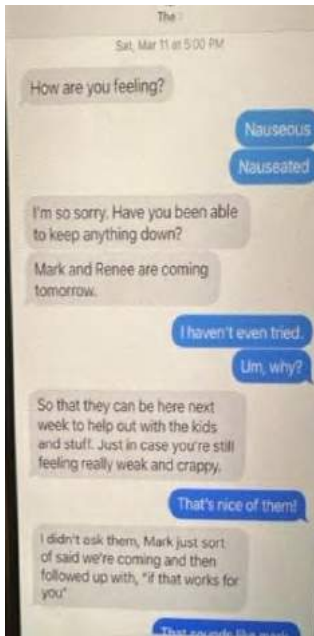 The
Sat, Mar 11 at 5:00 PM
How are you feeling?
Nauseous
Nauseated
I'm so sorry. Have you been able
to keep anything down?
Mark and Renee are coming
tomorrow.
I haven't even tried.
Um, why?
So that they can be here next
week to help out with the kids
and stuff. Just in case you're still
feeling really weak and crappy.
That's nice of them!
I didn't ask them, Mark just sort
of said we're coming and then
followed up with, "if that works for
you"
That sounds like